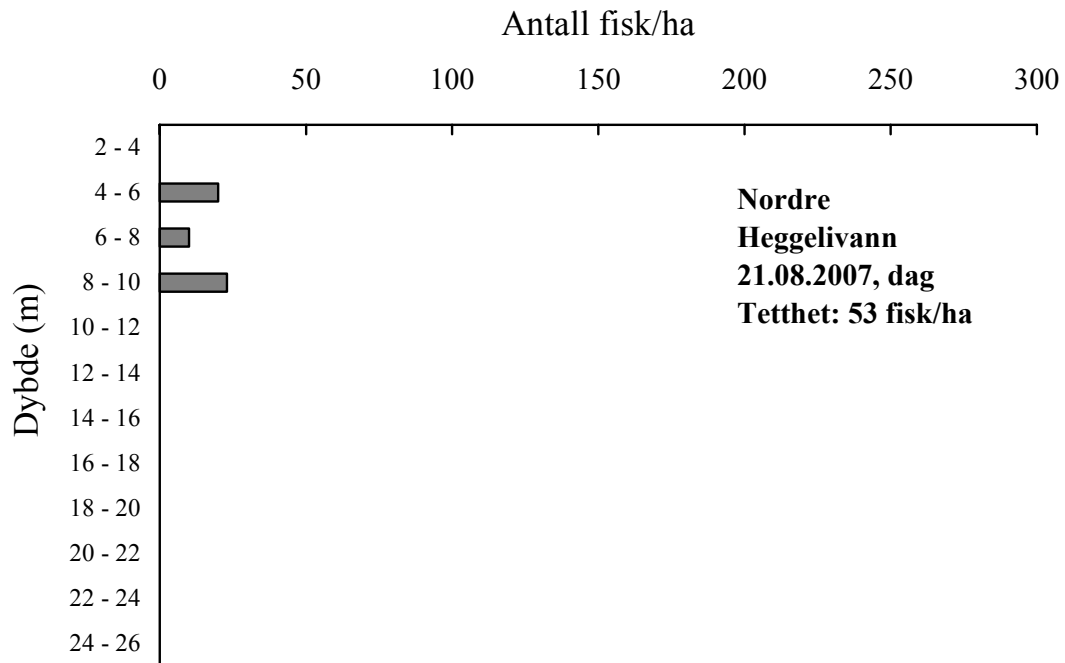 Antall fisk/ha
0 50 100 150 200 250 300
2 - 4
4 - 6
6 - 8
8 - 10
10 - 12
12 - 14
14 - 16
16 - 18
18 - 20
20 - 22
22 - 24
24 - 26
Dybde (m)
Nordre
Heggelivann
21.08.2007, dag
Tetthet: 53 fisk/ha